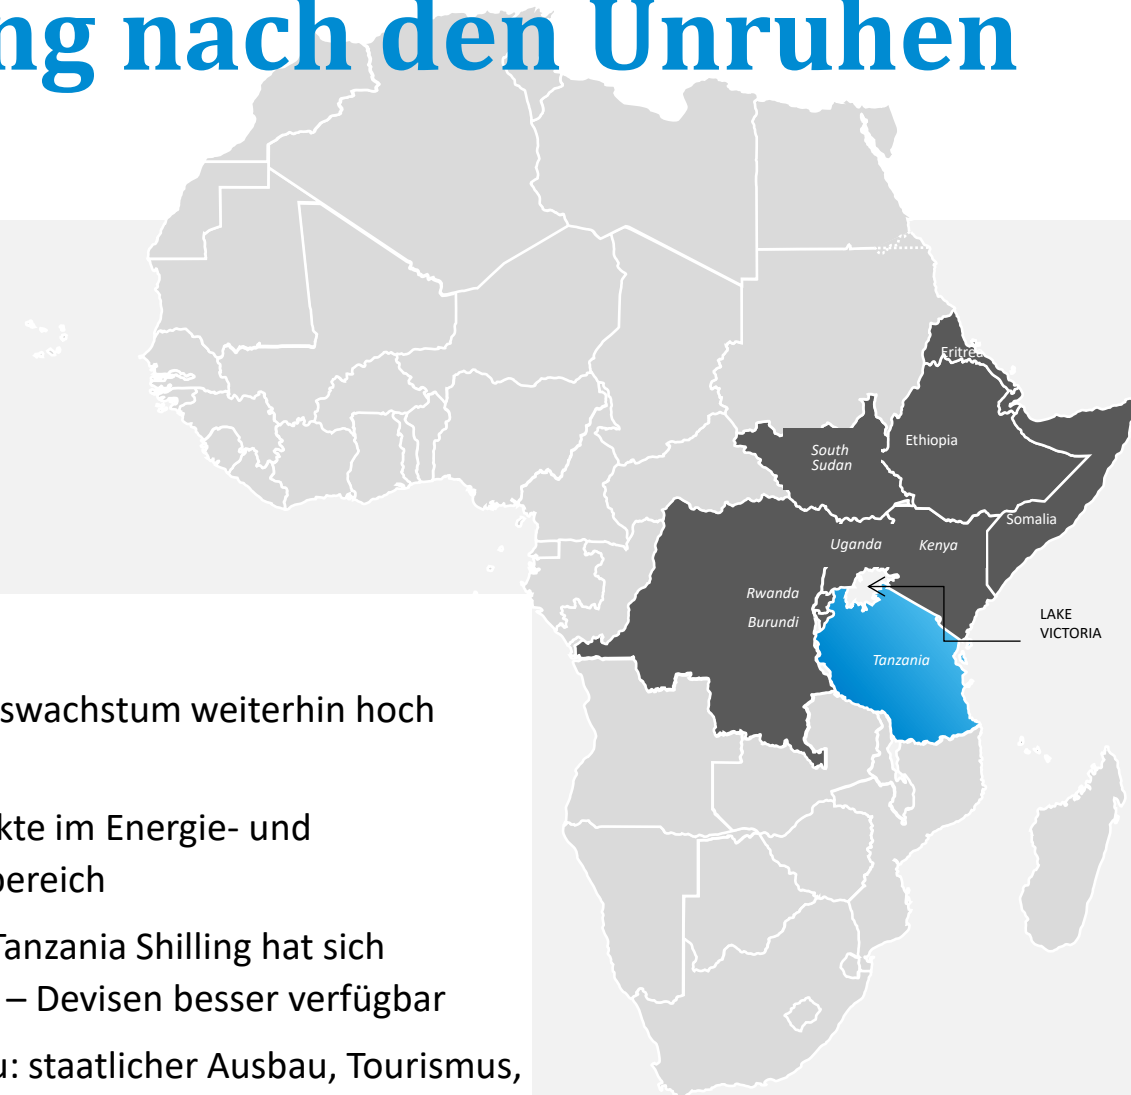 ng nach den Unruhen
Eritrea
Ethiopia
South
Sudan
Somalia
Uganda
Kenya
Rwanda
Burundi
LAKE
VICTORIA
Tanzania
swachstum weiterhin hoch
kte im Energie- und
bereich
Tanzania Shilling hat sich
– Devisen besser verfügbar
u: staatlicher Ausbau, Tourismus,